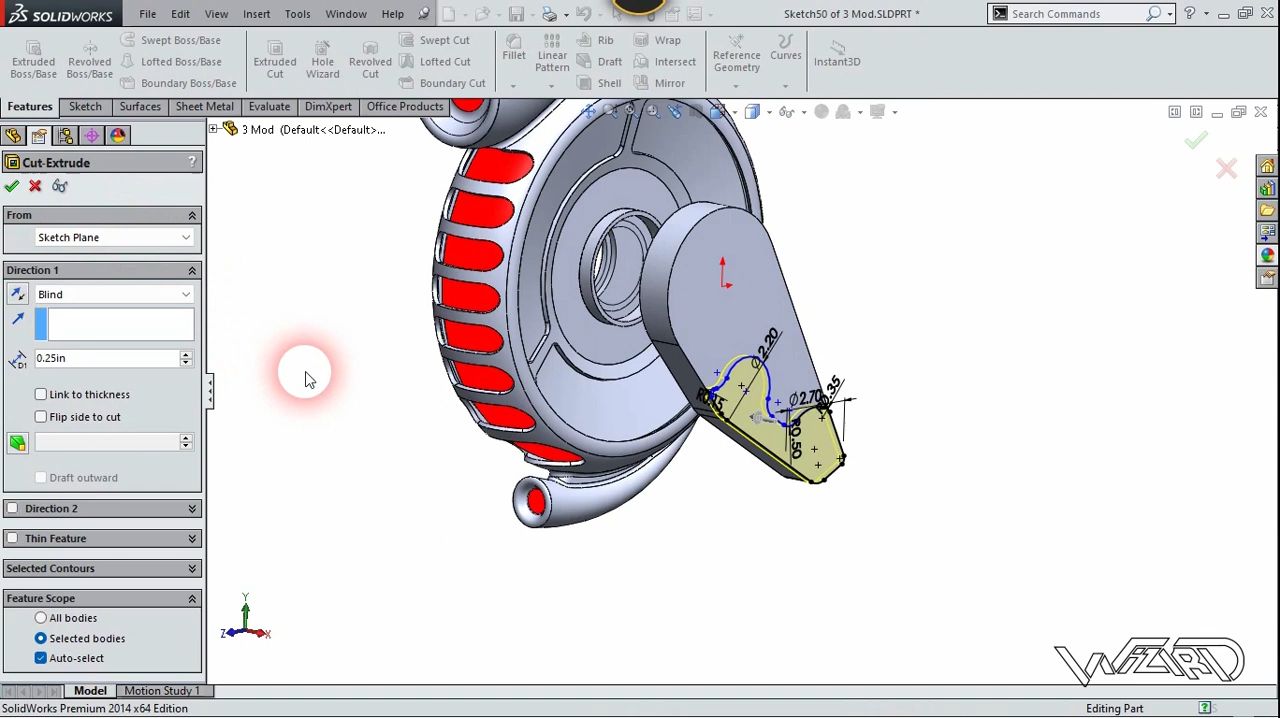 SOLIDWORKS File Edit View Insert Tools Window Help Sketch50 of 3 Mod.SLDPRT * Search Commands
Extruded Boss/Base
Revolved Boss/Base
Swept Boss/Base
Lofted Boss/Base
Boundary Boss/Base
Extruded Cut
Hole Wizard
Revolved Cut
Swept Cut
Lofted Cut
Boundary Cut
Fillet
Linear Pattern
Rib
Draft
Shell
Wrap
Intersect
Mirror
Reference Geometry
Curves
Instant3D
Features Sketch Surfaces Sheet Metal Evaluate DimXpert Office Products
3 Mod (Default<<Default>...
Cut-Extrude ?
From
Sketch Plane
Direction 1
Blind
D1 0.25in
Link to thickness
Flip side to cut
Draft outward
Direction 2
Thin Feature
Selected Contours
Feature Scope
All bodies
Selected bodies
Auto-select
Ø2.20
Ø2.70
R0.35
R0.50
Y
Z X
WIZARD
Model Motion Study 1
SolidWorks Premium 2014 x64 Edition Editing Part